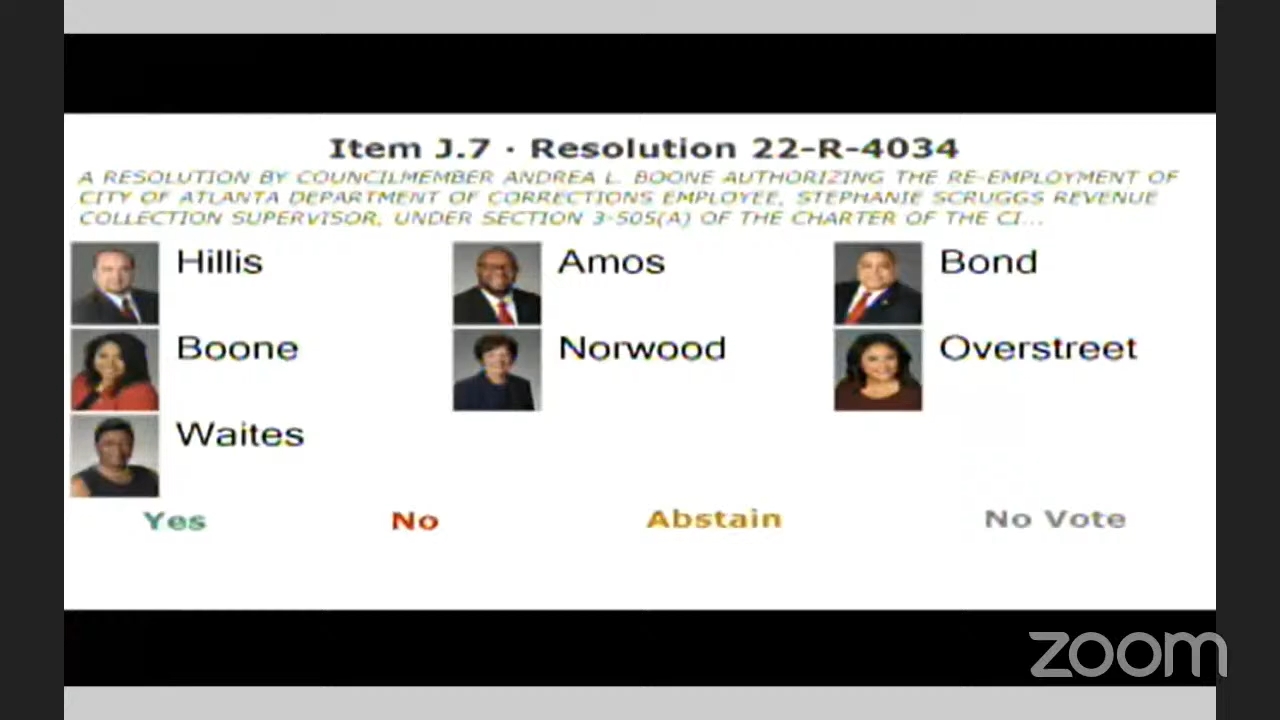 Item J.7 · Resolution 22-R-4034
A RESOLUTION BY COUNCILMEMBER ANDREA L. BOONE AUTHORIZING THE RE-EMPLOYMENT OF
CITY OF ATLANTA DEPARTMENT OF CORRECTIONS EMPLOYEE, STEPHANIE SCRUGGS REVENUE
COLLECTION SUPERVISOR, UNDER SECTION 3-505(A) OF THE CHARTER OF THE CI...
Hillis Amos Bond
Boone Norwood Overstreet
Waites
Yes No Abstain No Vote
zoom